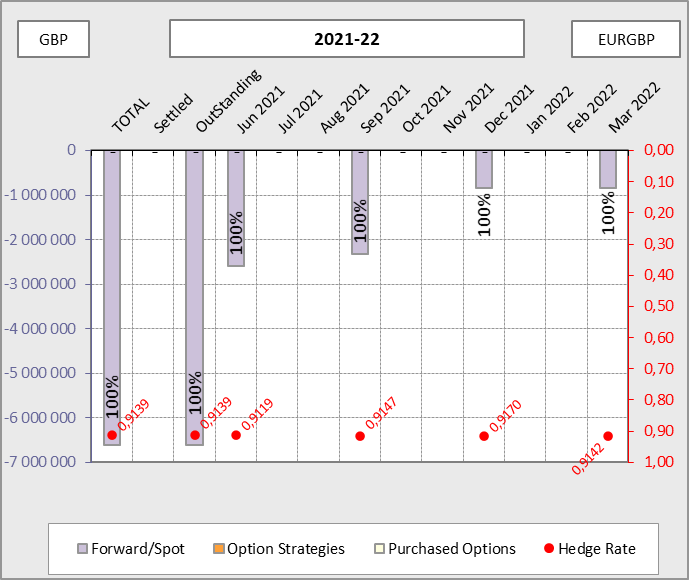 GBP 2021-22 EURGBP
TOTAL Settled OutStanding Jun 2021 Jul 2021 Aug 2021 Sep 2021 Oct 2021 Nov 2021 Dec 2021 Jan 2022 Feb 2022 Mar 2022
0 0,00
-1 000 000 0,10
100% 100% 100% 100%
0,20
-2 000 000 0,30
-3 000 000 0,40
0,50
-4 000 000 0,60
-5 000 000 0,70
100% 100%
0,80
-6 000 000 0,90
0,9139 0,9139 0,9119 0,9147 0,9170 0,9142
-7 000 000 1,00
Forward/Spot Option Strategies Purchased Options Hedge Rate